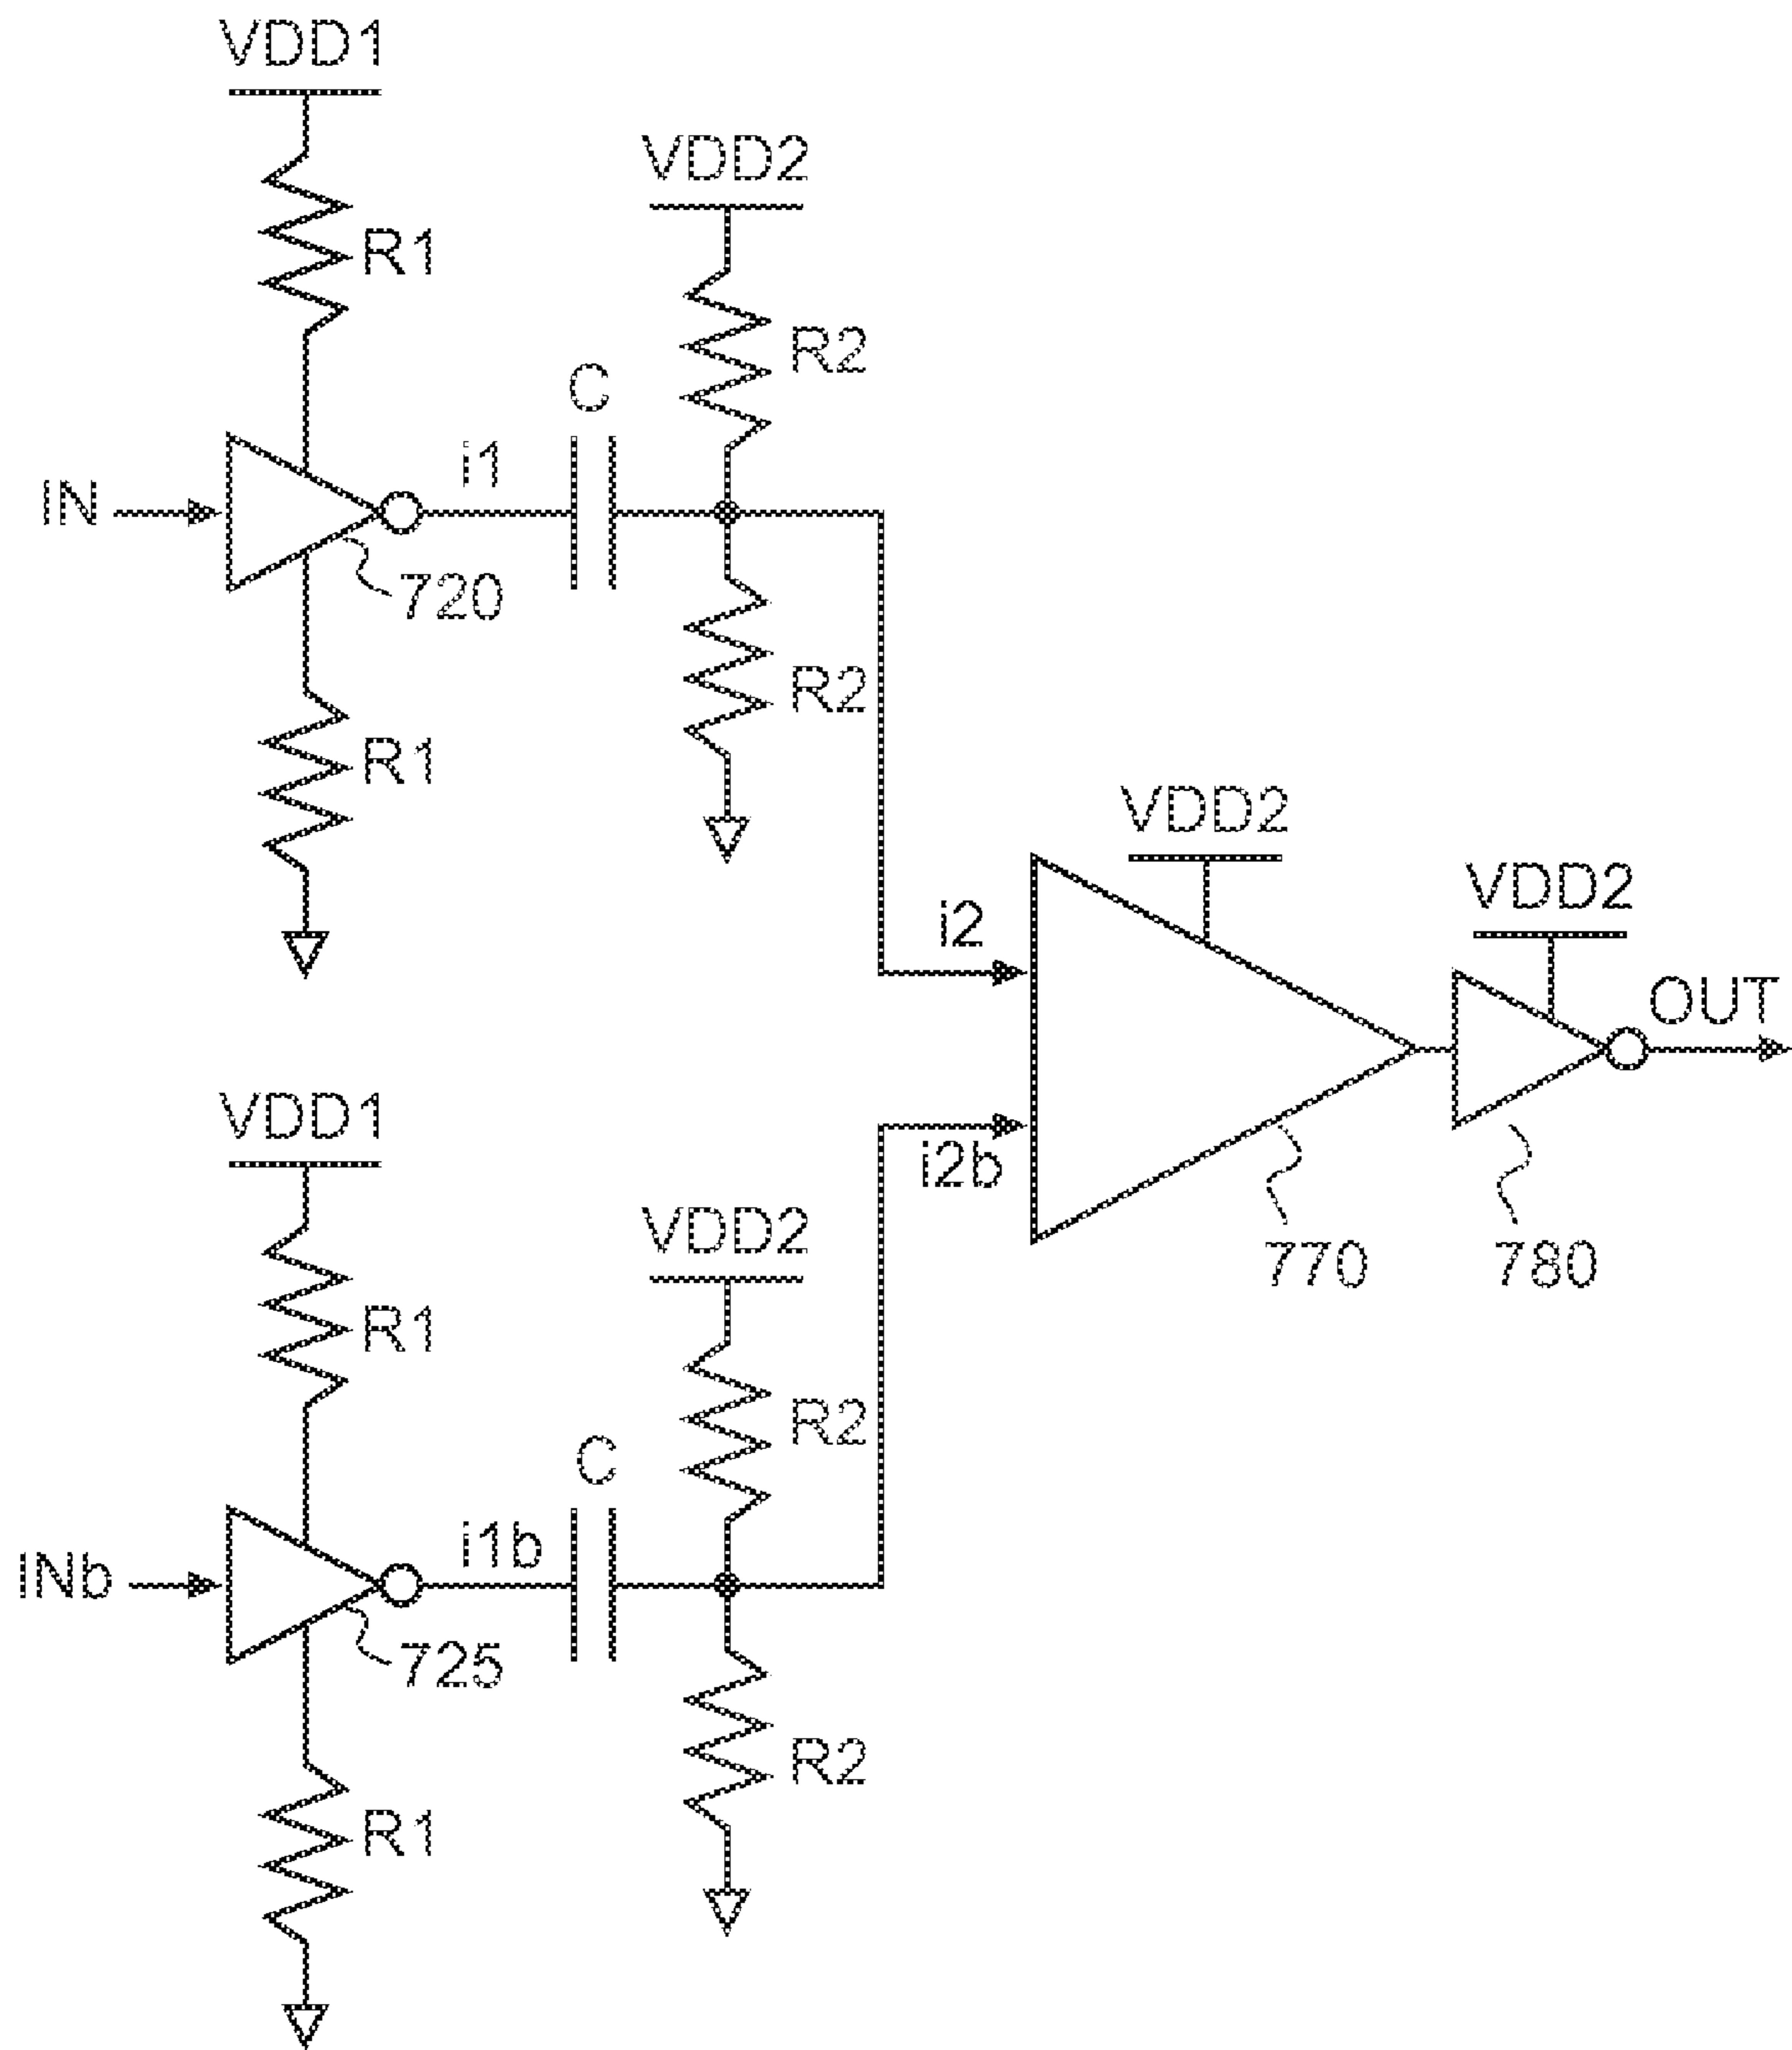 VDD1
VDD2
R1
R2
C
i1
IN
720
R2
R1
VDD2
VDD2
i2
OUT
VDD1
i2b
VDD2
770
780
R1
R2
C
i1b
INb
725
R2
R1